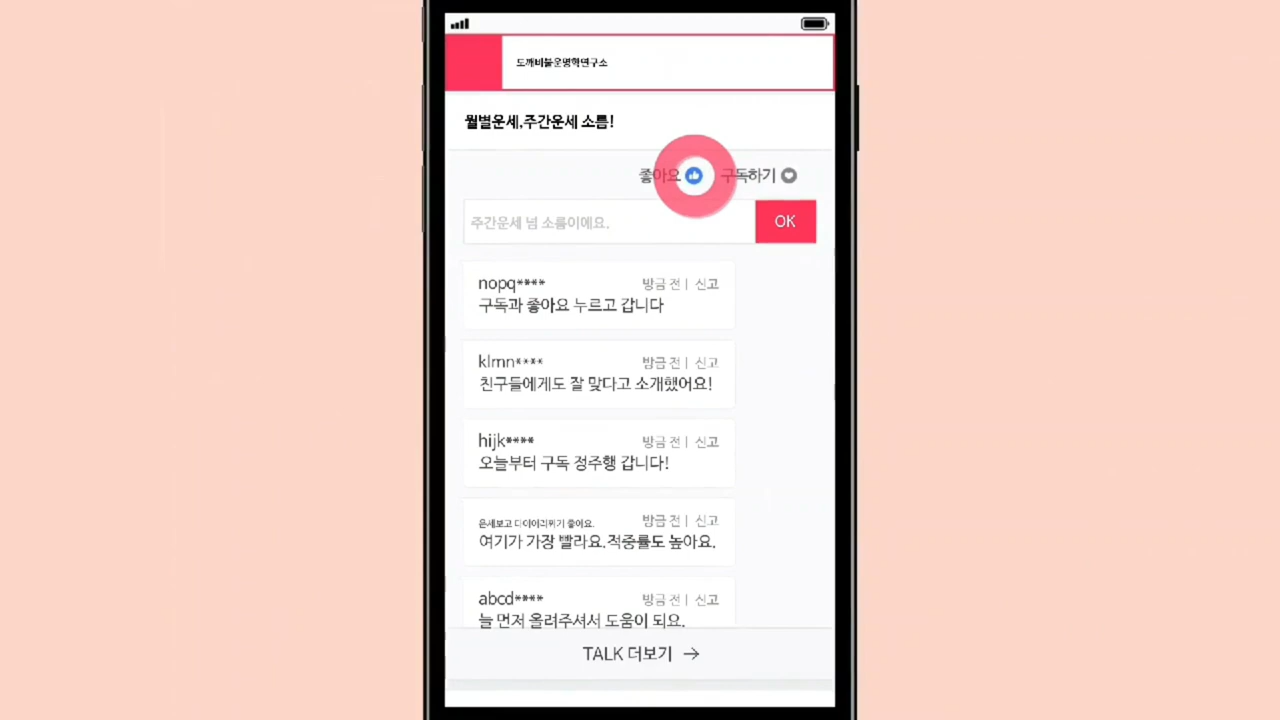 도깨비불운명학연구소
월별운세,주간운세 소름!
좋아요 구독하기
주간운세 넘 소름이에요.
OK
nopq**** 방금 전 | 신고
구독과 좋아요 누르고 갑니다
klmn**** 방금 전 | 신고
친구들에게도 잘 맞다고 소개했어요!
hijk**** 방금 전 | 신고
오늘부터 구독 정주행 갑니다!
운세보고 다이어리찍기 좋아요. 방금 전 | 신고
여기가 가장 빨라요.적중률도 높아요.
abcd**** 방금 전 | 신고
늘 먼저 올려주셔서 도움이 되요.
TALK 더보기 →